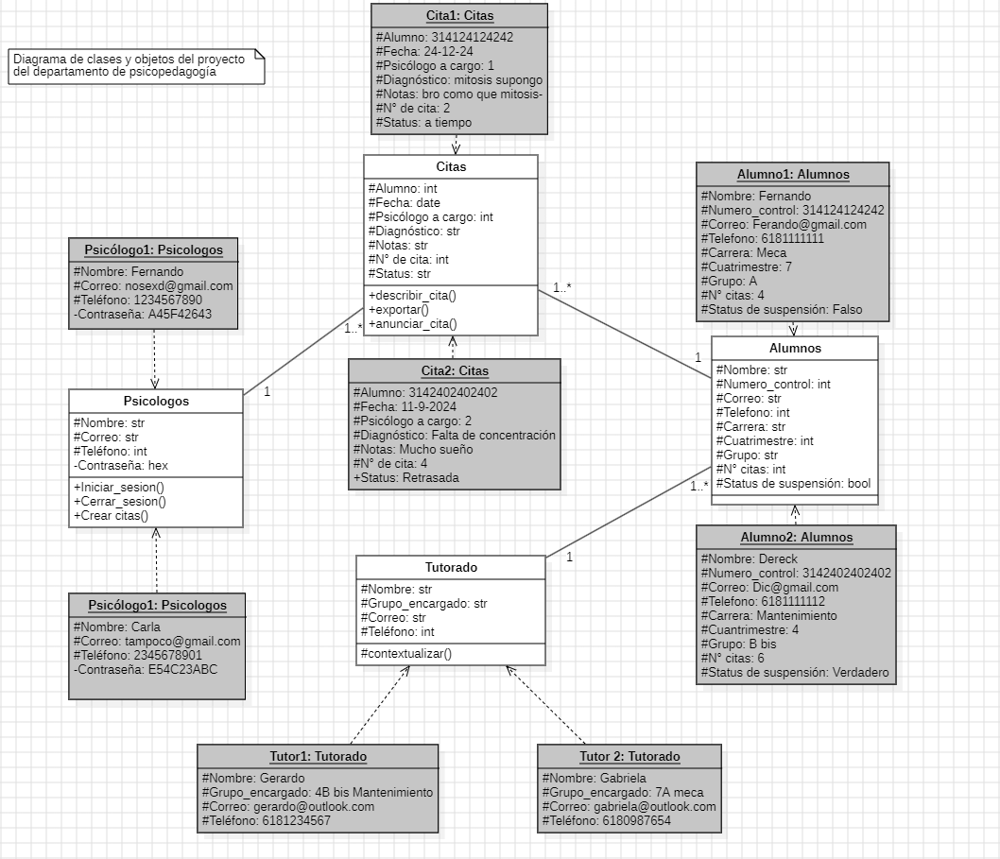 Diagrama de clases y objetos del proyecto
del departamento de psicopedagogía
Cita1: Citas
#Alumno: 314124124242
#Fecha: 24-12-24
#Psicólogo a cargo: 1
#Diagnóstico: mitosis supongo
#Notas: bro como que mitosis-
#N° de cita: 2
#Status: a tiempo
Citas
#Alumno: int
#Fecha: date
#Psicólogo a cargo: int
#Diagnóstico: str
#Notas: str
#N° de cita: int
#Status: str
+describir_cita()
+exportar()
+anunciar_cita()
Alumno1: Alumnos
#Nombre: Fernando
#Numero_control: 314124124242
#Correo: Ferando@gmail.com
#Telefono: 6181111111
#Carrera: Meca
#Cuatrimestre: 7
#Grupo: A
#N° citas: 4
#Status de suspensión: Falso
Psicólogo1: Psicologos
#Nombre: Fernando
#Correo: nosexd@gmail.com
#Teléfono: 1234567890
-Contraseña: A45F42643
1..*
1..*
1
1
Alumnos
#Nombre: str
#Numero_control: int
#Correo: str
#Telefono: int
#Carrera: str
#Cuatrimestre: int
#Grupo: str
#N° citas: int
#Status de suspensión: bool
Cita2: Citas
#Alumno: 3142402402402
#Fecha: 11-9-2024
#Psicólogo a cargo: 2
#Diagnóstico: Falta de concentración
#Notas: Mucho sueño
#N° de cita: 4
+Status: Retrasada
Psicologos
#Nombre: str
#Correo: str
#Teléfono: int
-Contraseña: hex
+Iniciar_sesion()
+Cerrar_sesion()
+Crear citas()
1..*
1
Tutorado
#Nombre: str
#Grupo_encargado: str
#Correo: str
#Teléfono: int
#contextualizar()
Alumno2: Alumnos
#Nombre: Dereck
#Numero_control: 3142402402402
#Correo: Dic@gmail.com
#Telefono: 6181111112
#Carrera: Mantenimiento
#Cuantrimestre: 4
#Grupo: B bis
#N° citas: 6
#Status de suspensión: Verdadero
Psicólogo1: Psicologos
#Nombre: Carla
#Correo: tampoco@gmail.com
#Teléfono: 2345678901
-Contraseña: E54C23ABC
Tutor1: Tutorado
#Nombre: Gerardo
#Grupo_encargado: 4B bis Mantenimiento
#Correo: gerardo@outlook.com
#Teléfono: 6181234567
Tutor 2: Tutorado
#Nombre: Gabriela
#Grupo_encargado: 7A meca
#Correo: gabriela@outlook.com
#Teléfono: 6180987654